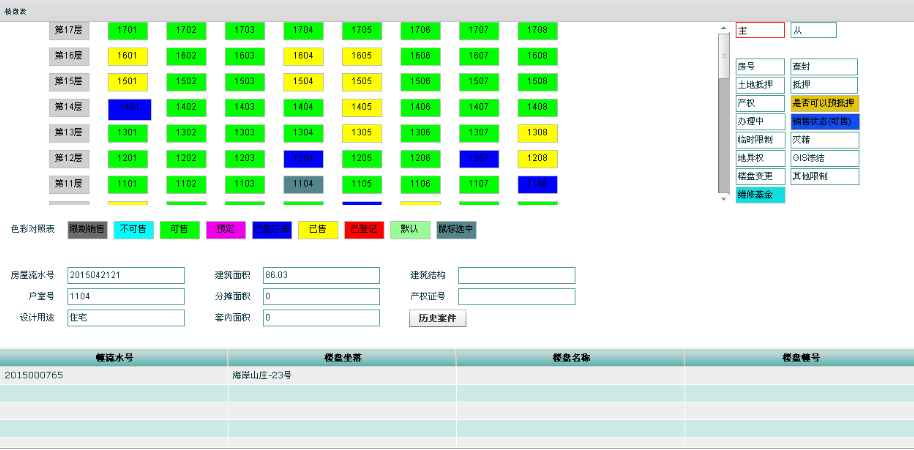 楼盘表
第17层 1701 1702 1703 1704 1705 1706 1707 1708
第16层 1601 1602 1603 1604 1605 1606 1607 1608
第15层 1501 1502 1503 1504 1505 1506 1507 1508
第14层 1401 1402 1403 1404 1405 1406 1407 1408
第13层 1301 1302 1303 1304 1305 1306 1307 1308
第12层 1201 1202 1203 1204 1205 1206 1207 1208
第11层 1101 1102 1103 1104 1105 1106 1107 1108
主 从
房号 查封
土地抵押 抵押
产权 是否可以预抵押
办理中 销售状态(可售)
临时限制 灭籍
地异权 GIS冻结
楼盘变更 其他限制
维修基金
色彩对照表 限制销售 不可售 可售 预定 已签订单 已售 已登记 默认 鼠标选中
房屋流水号 2015042121 建筑面积 86.03 建筑结构
户室号 1104 分摊面积 0 产权证号
设计用途 住宅 套内面积 0 历史案件
幢流水号 楼盘坐落 楼盘名称 楼盘幢号
2015000765 海岸山庄-23号